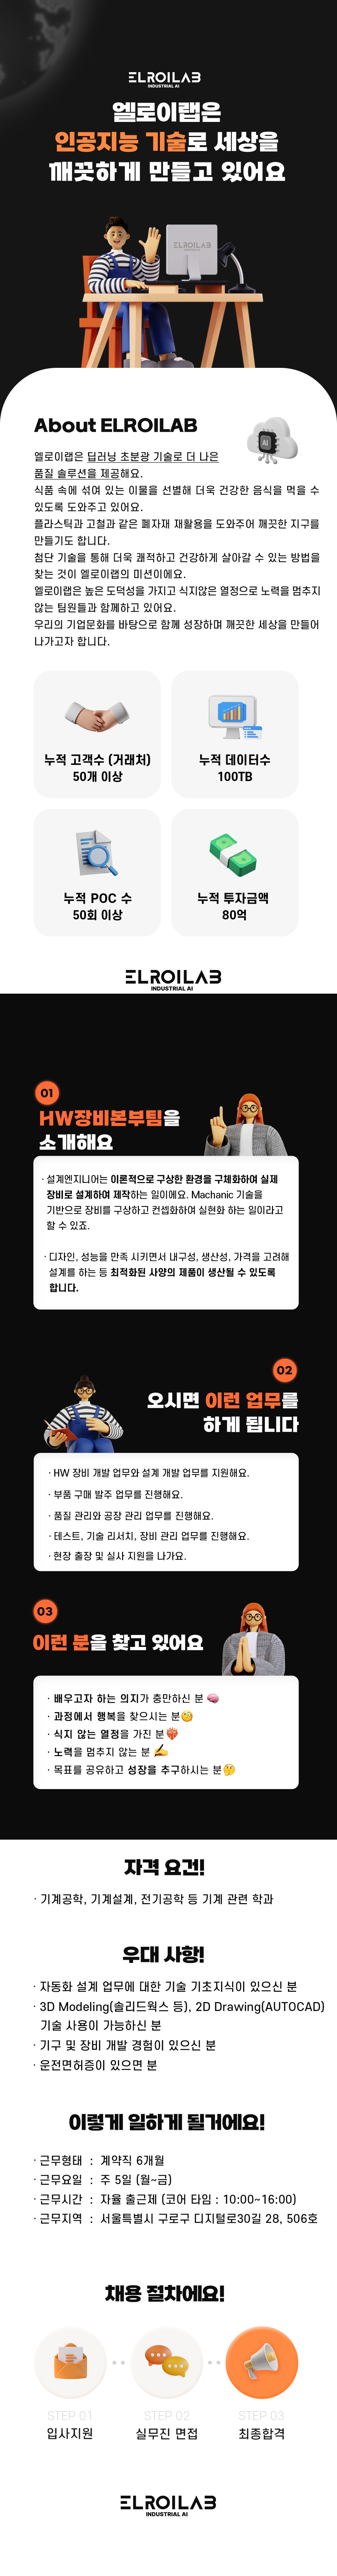 ELROILAB
INDUSTRIAL AI
엘로이랩은
인공지능 기술로 세상을
깨끗하게 만들고 있어요
ELROILAB
About ELROILAB
AI
엘로이랩은 딥러닝 초분광 기술로 더 나은
품질 솔루션을 제공해요.
식품 속에 섞여 있는 이물을 선별해 더욱 건강한 음식을 먹을 수
있도록 도와주고 있어요.
플라스틱과 고철과 같은 폐자재 재활용을 도와주어 깨끗한 지구를
만들기도 합니다.
첨단 기술을 통해 더욱 쾌적하고 건강하게 살아갈 수 있는 방법을
찾는 것이 엘로이랩의 미션이에요.
엘로이랩은 높은 도덕성을 가지고 식지않은 열정으로 노력을 멈추지
않는 팀원들과 함께하고 있어요.
우리의 기업문화를 바탕으로 함께 성장하며 깨끗한 세상을 만들어
나가고자 합니다.
누적 고객수 (거래처)
50개 이상
누적 데이터수
100TB
누적 POC 수
50회 이상
누적 투자금액
80억
ELROILAB
INDUSTRIAL AI
01
HW장비본부팀을
소개해요
· 설계엔지니어는 이론적으로 구상한 환경을 구체화하여 실제
장비로 설계하여 제작하는 일이에요. Machanic 기술을
기반으로 장비를 구상하고 컨셉화하여 실현화 하는 일이라고
할 수 있죠.
· 디자인, 성능을 만족 시키면서 내구성, 생산성, 가격을 고려해
설계를 하는 등 최적화된 사양의 제품이 생산될 수 있도록
합니다.
02
오시면 이런 업무를
하게 됩니다
· HW 장비 개발 업무와 설계 개발 업무를 지원해요.
· 부품 구매 발주 업무를 진행해요.
· 품질 관리와 공장 관리 업무를 진행해요.
· 테스트, 기술 리서치, 장비 관리 업무를 진행해요.
· 현장 출장 및 실사 지원을 나가요.
03
이런 분을 찾고 있어요
· 배우고자 하는 의지가 충만하신 분 🧠
· 과정에서 행복을 찾으시는 분🧐
· 식지 않는 열정을 가진 분❤️‍🔥
· 노력을 멈추지 않는 분 ✍️
· 목표를 공유하고 성장을 추구하시는 분🤔
자격 요건!
· 기계공학, 기계설계, 전기공학 등 기계 관련 학과
우대 사항!
· 자동화 설계 업무에 대한 기술 기초지식이 있으신 분
· 3D Modeling(솔리드웍스 등), 2D Drawing(AUTOCAD)
기술 사용이 가능하신 분
· 기구 및 장비 개발 경험이 있으신 분
· 운전면허증이 있으면 분
이렇게 일하게 될거에요!
· 근무형태 : 계약직 6개월
· 근무요일 : 주 5일 (월~금)
· 근무시간 : 자율 출근제 (코어 타임 : 10:00~16:00)
· 근무지역 : 서울특별시 구로구 디지털로30길 28, 506호
채용 절차에요!
STEP 01
입사지원
STEP 02
실무진 면접
STEP 03
최종합격
ELROILAB
INDUSTRIAL AI